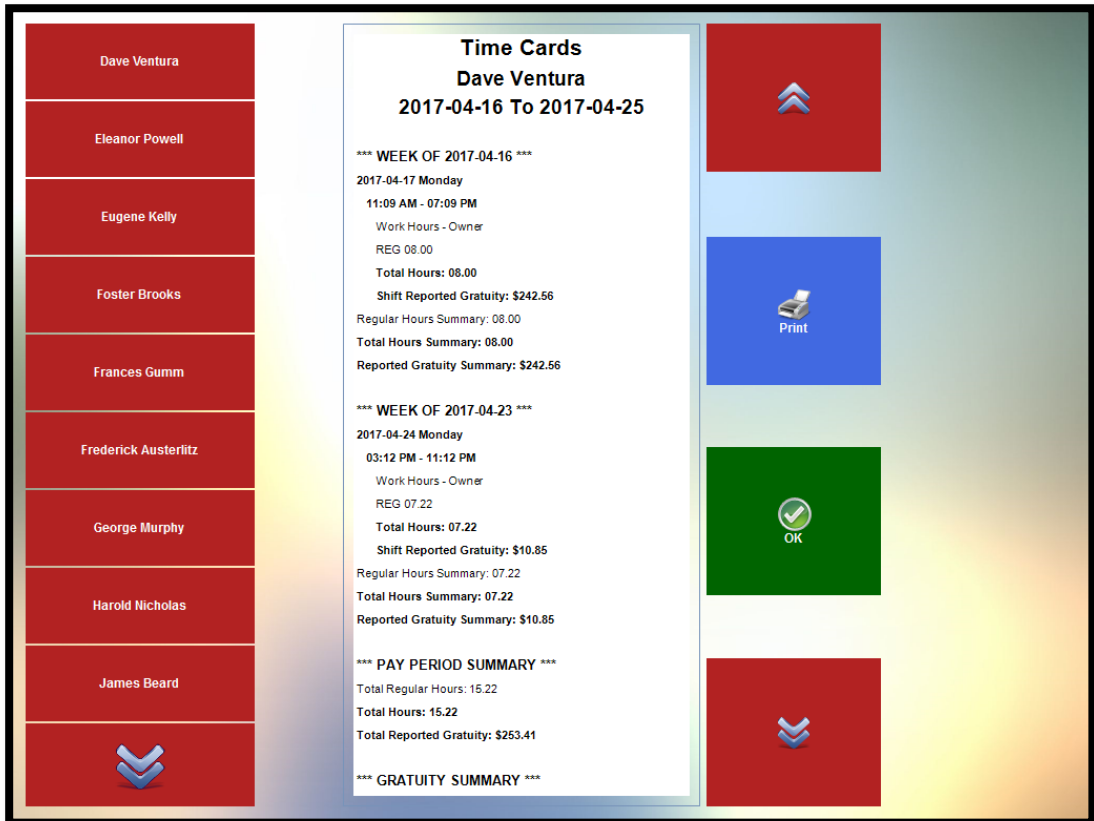 Dave Ventura
Eleanor Powell
Eugene Kelly
Foster Brooks
Frances Gumm
Frederick Austerlitz
George Murphy
Harold Nicholas
James Beard
Time Cards
Dave Ventura
2017-04-16 To 2017-04-25
*** WEEK OF 2017-04-16 ***
2017-04-17 Monday
11:09 AM - 07:09 PM
Work Hours - Owner
REG 08.00
Total Hours: 08.00
Shift Reported Gratuity: $242.56
Regular Hours Summary: 08.00
Total Hours Summary: 08.00
Reported Gratuity Summary: $242.56
*** WEEK OF 2017-04-23 ***
2017-04-24 Monday
03:12 PM - 11:12 PM
Work Hours - Owner
REG 07.22
Total Hours: 07.22
Shift Reported Gratuity: $10.85
Regular Hours Summary: 07.22
Total Hours Summary: 07.22
Reported Gratuity Summary: $10.85
*** PAY PERIOD SUMMARY ***
Total Regular Hours: 15.22
Total Hours: 15.22
Total Reported Gratuity: $253.41
*** GRATUITY SUMMARY ***
Print
OK